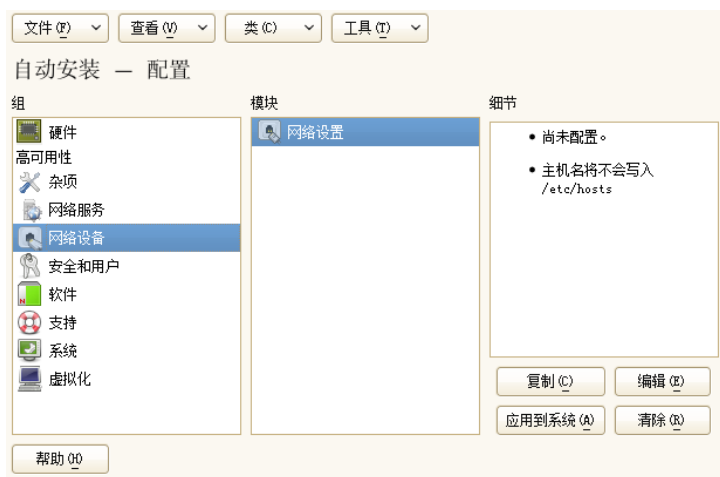 文件(F) 查看(V) 类(C) 工具(T)
自动安装 — 配置
组
硬件
高可用性
杂项
网络服务
网络设备
安全和用户
软件
支持
系统
虚拟化
模块
网络设置
细节
• 尚未配置。
• 主机名将不会写入
/etc/hosts
复制(C) 编辑(E)
应用到系统(A) 清除(R)
帮助(H)